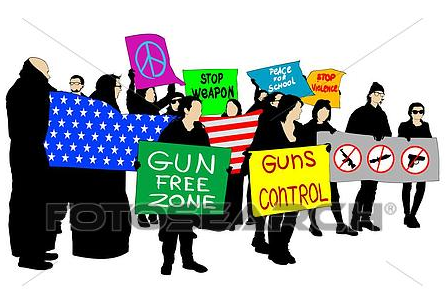 STOP
WEAPON
PEACE
FOR
SCHOOL
STOP
VIOLENCE
GUN
FREE
ZONE
GUNS
CONTROL
FOTOSEARCH